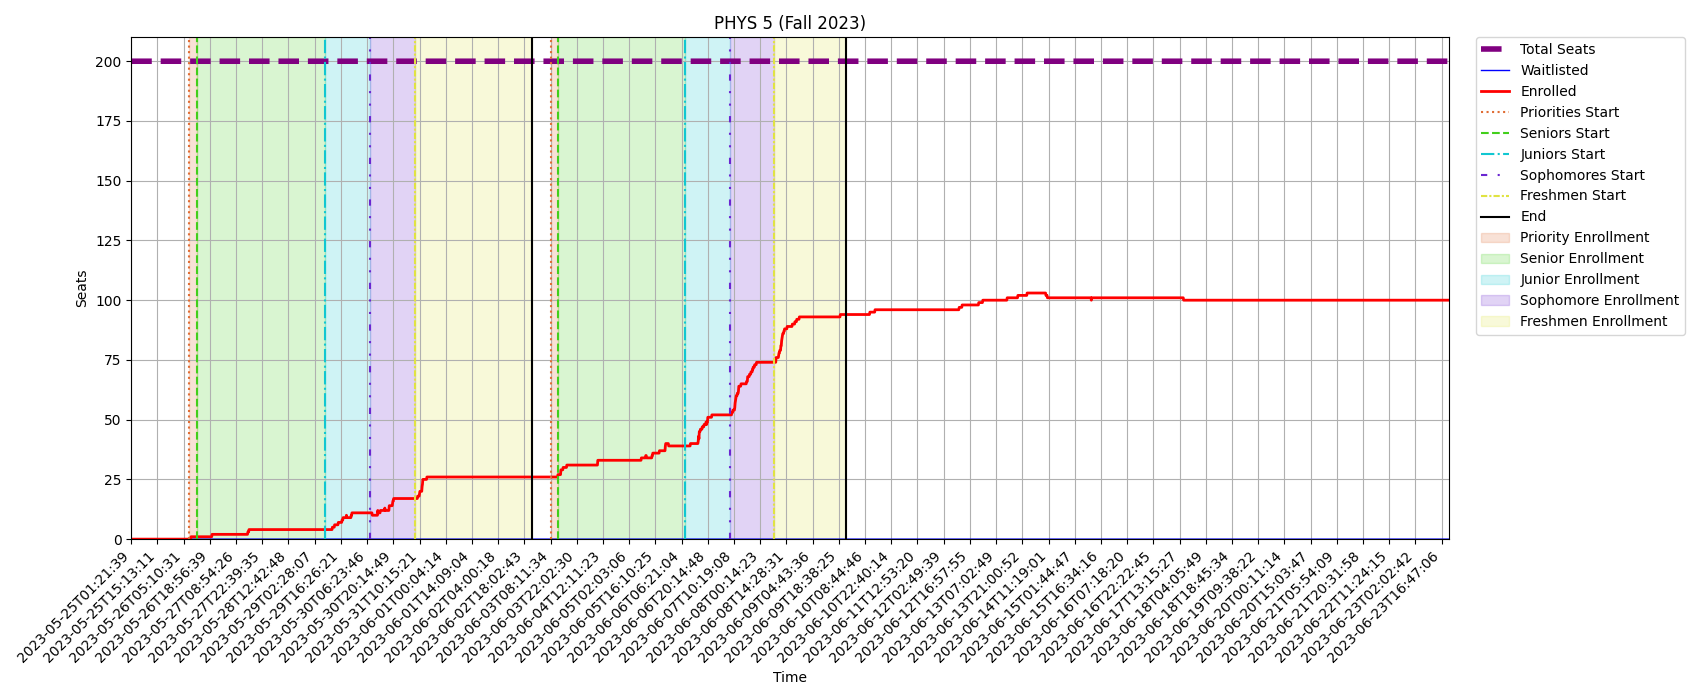 PHYS 5 (Fall 2023)
Seats
200
175
150
125
100
75
50
25
0
2023-05-25T01:21:39
2023-05-25T15:13:11
2023-05-26T05:10:31
2023-05-26T18:56:39
2023-05-27T08:54:26
2023-05-27T22:39:35
2023-05-28T12:42:48
2023-05-29T02:28:07
2023-05-29T16:26:21
2023-05-30T06:23:46
2023-05-30T20:14:49
2023-05-31T10:15:21
2023-06-01T00:04:14
2023-06-01T14:09:04
2023-06-02T04:00:18
2023-06-02T18:02:43
2023-06-03T08:11:34
2023-06-03T22:02:30
2023-06-04T12:11:23
2023-06-05T02:03:06
2023-06-05T16:10:25
2023-06-06T06:21:04
2023-06-06T20:14:48
2023-06-07T10:19:08
2023-06-08T00:14:23
2023-06-08T14:28:31
2023-06-09T04:43:36
2023-06-09T18:38:25
2023-06-10T08:44:46
2023-06-10T22:40:14
2023-06-11T12:53:20
2023-06-12T02:49:39
2023-06-12T16:57:55
2023-06-13T07:02:49
2023-06-13T21:00:52
2023-06-14T11:19:01
2023-06-15T01:44:47
2023-06-15T16:34:16
2023-06-16T07:18:20
2023-06-16T22:22:45
2023-06-17T13:15:27
2023-06-18T04:05:49
2023-06-18T18:45:34
2023-06-19T09:38:22
2023-06-20T00:11:14
2023-06-20T15:03:47
2023-06-21T05:54:09
2023-06-21T20:31:58
2023-06-22T11:24:15
2023-06-23T02:02:42
2023-06-23T16:47:06
Time
Total Seats
Waitlisted
Enrolled
Priorities Start
Seniors Start
Juniors Start
Sophomores Start
Freshmen Start
End
Priority Enrollment
Senior Enrollment
Junior Enrollment
Sophomore Enrollment
Freshmen Enrollment